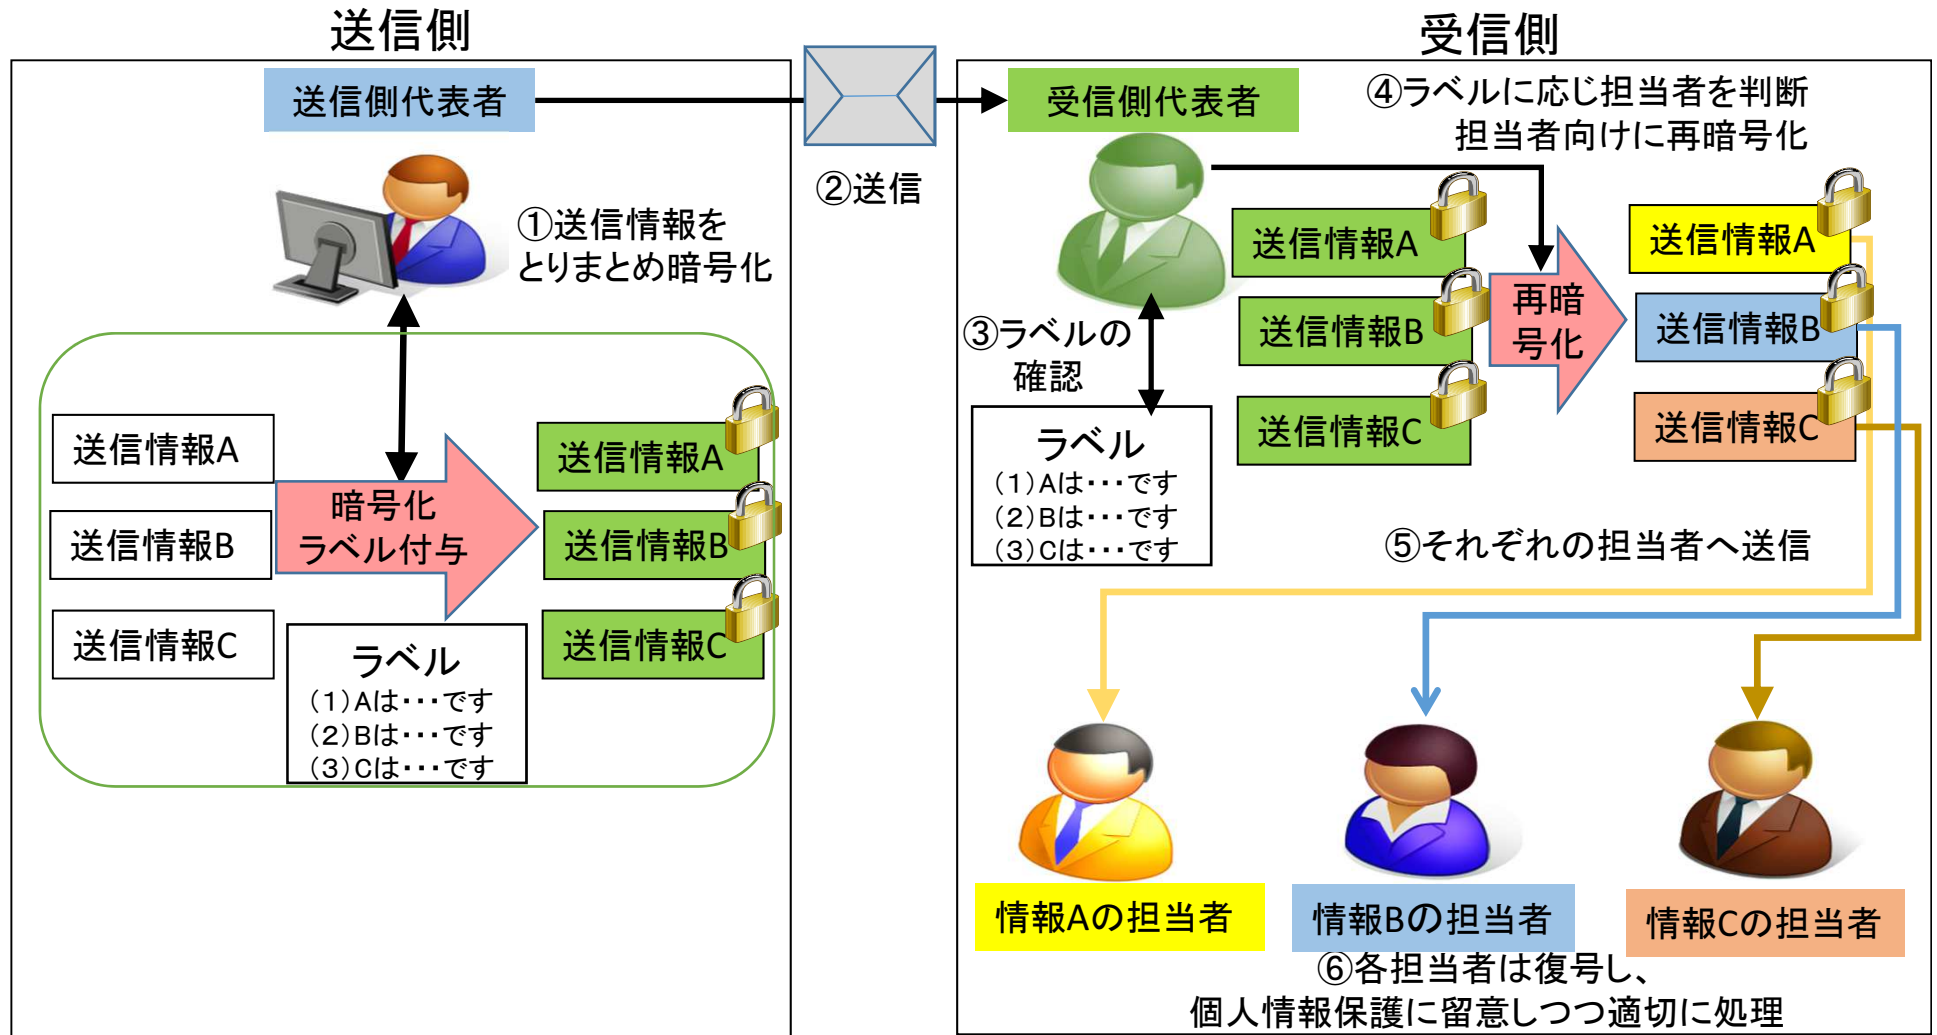 送信側
送信側代表者
①送信情報を
とりまとめ暗号化
送信情報A
送信情報B
送信情報C
暗号化
ラベル付与
送信情報A
送信情報B
送信情報C
ラベル
(1)Aは・・・です
(2)Bは・・・です
(3)Cは・・・です
②送信
受信側
受信側代表者
③ラベルの
確認
ラベル
(1)Aは・・・です
(2)Bは・・・です
(3)Cは・・・です
④ラベルに応じ担当者を判断
担当者向けに再暗号化
送信情報A
送信情報B
送信情報C
再暗
号化
送信情報A
送信情報B
送信情報C
⑤それぞれの担当者へ送信
情報Aの担当者
情報Bの担当者
情報Cの担当者
⑥各担当者は復号し、
個人情報保護に留意しつつ適切に処理